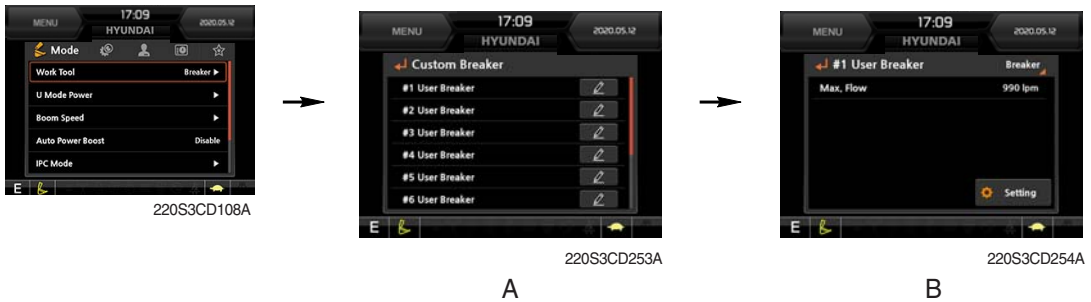 MENU
17:09
HYUNDAI
2020.05.12
Mode
Work Tool Breaker ▶
U Mode Power ▶
Boom Speed ▶
Auto Power Boost Disable
IPC Mode ▶
E
220S3CD108A
MENU
17:09
HYUNDAI
2020.05.12
Custom Breaker
#1 User Breaker
#2 User Breaker
#3 User Breaker
#4 User Breaker
#5 User Breaker
#6 User Breaker
E
220S3CD253A
A
MENU
17:09
HYUNDAI
2020.05.12
#1 User Breaker Breaker
Max, Flow 990 lpm
Setting
E
220S3CD254A
B